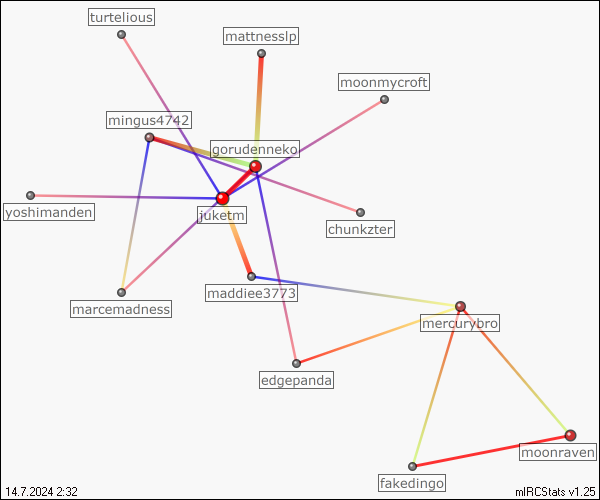 turtelious
mattnesslp
moonmycroft
mingus4742
gorudenneko
yoshimanden
juketm
chunkzter
maddiee3773
marcemadness
mercurybro
edgepanda
moonraven
fakedingo
14.7.2024 2:32
mIRCStats v1.25